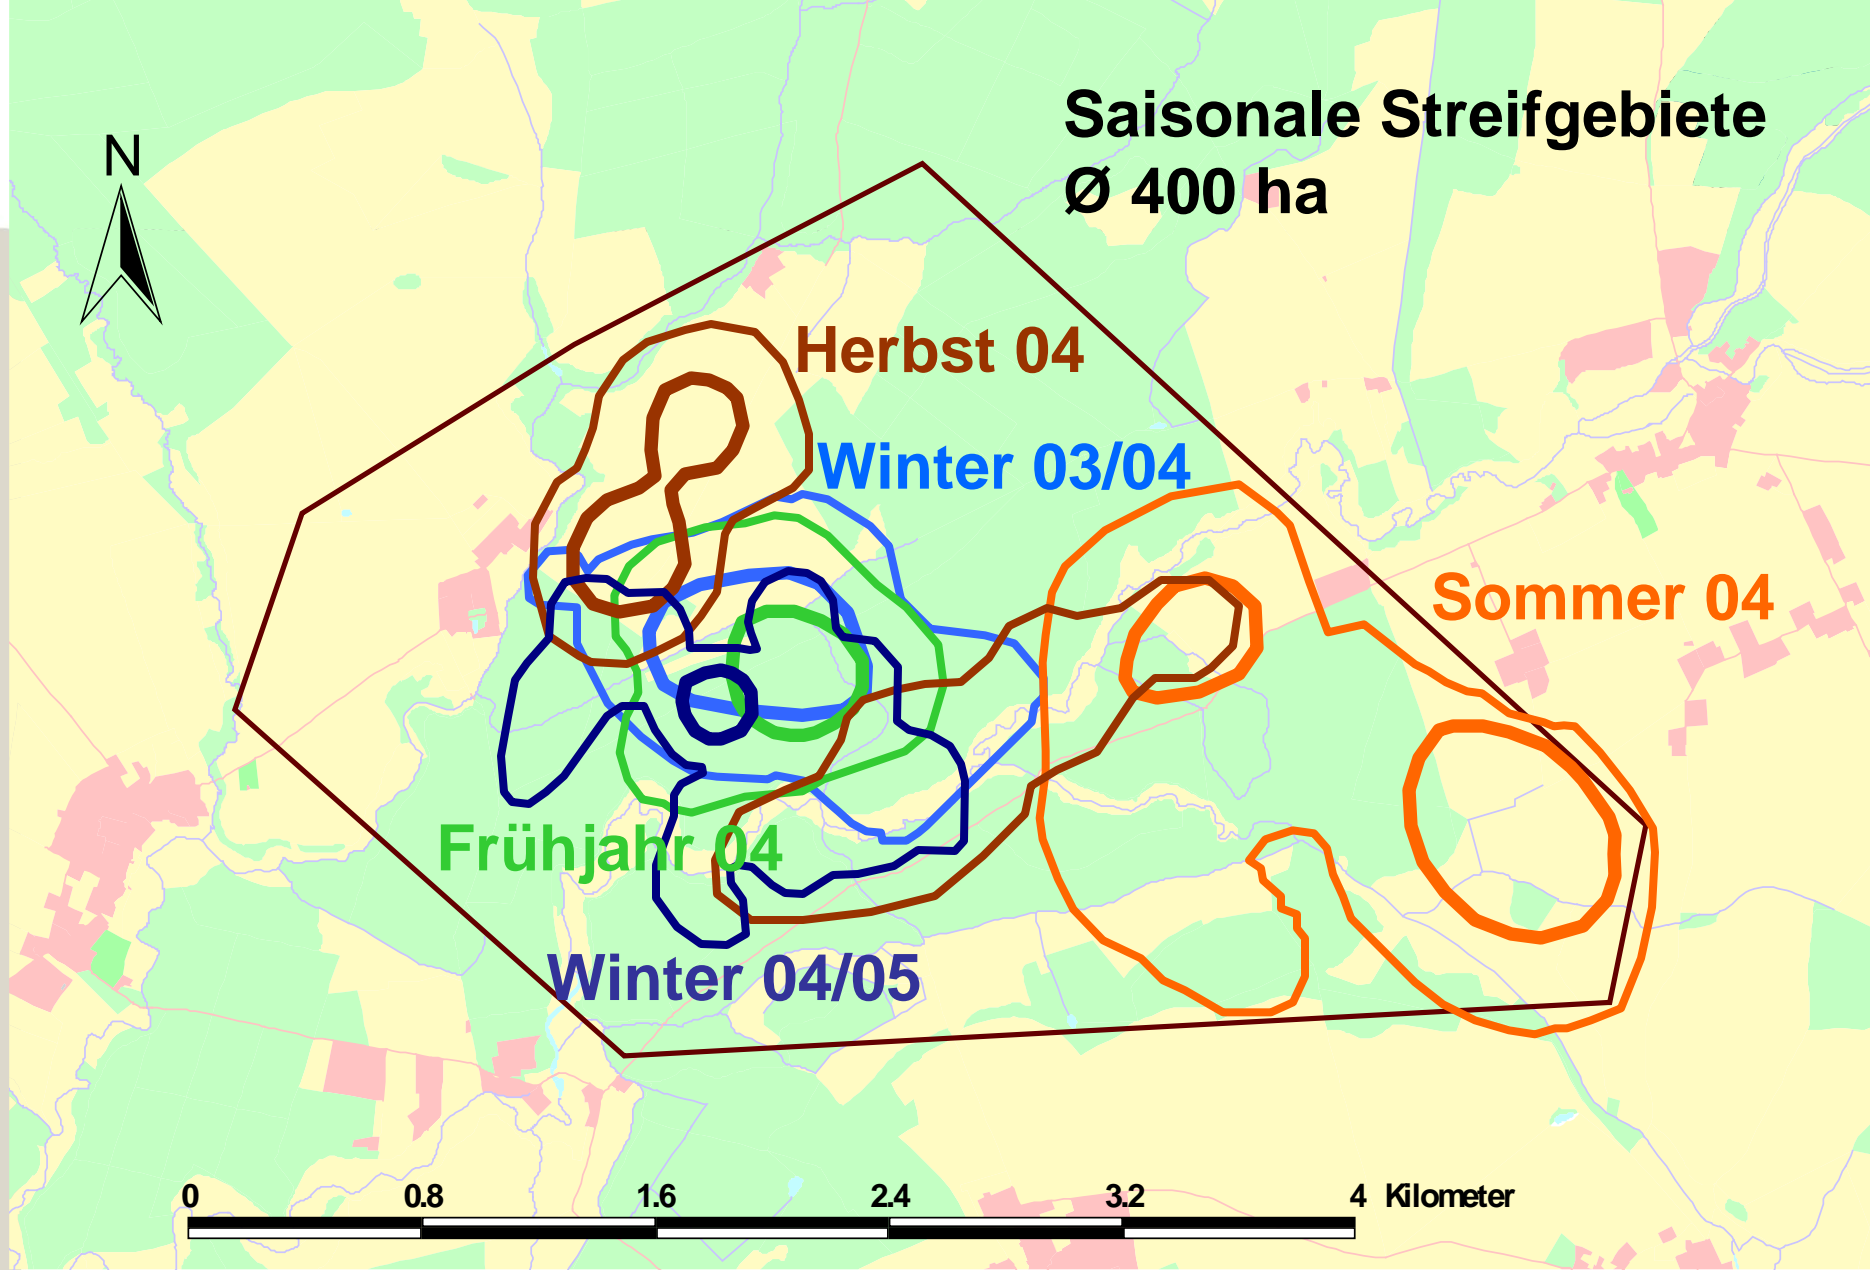 Saisonale Streifgebiete
Ø 400 ha
N
Herbst 04
Winter 03/04
Sommer 04
Frühjahr 04
Winter 04/05
0 0.8 1.6 2.4 3.2 4 Kilometer